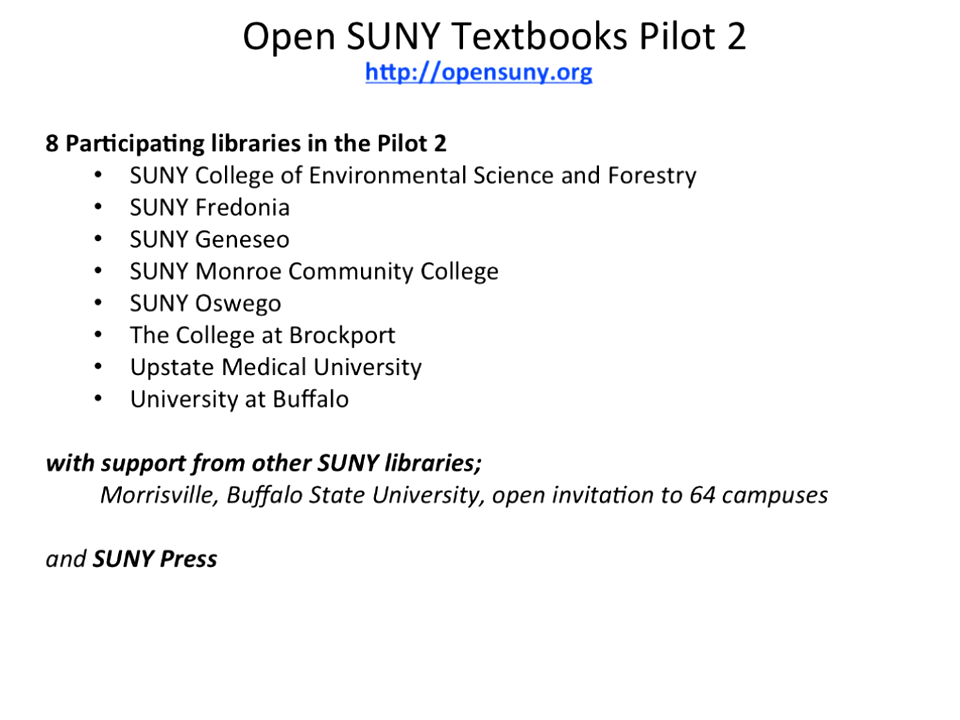 Open SUNY Textbooks Pilot 2
http://opensuny.org
8 Participating libraries in the Pilot 2
• SUNY College of Environmental Science and Forestry
• SUNY Fredonia
• SUNY Geneseo
• SUNY Monroe Community College
• SUNY Oswego
• The College at Brockport
• Upstate Medical University
• University at Buffalo
with support from other SUNY libraries;
Morrisville, Buffalo State University, open invitation to 64 campuses
and SUNY Press